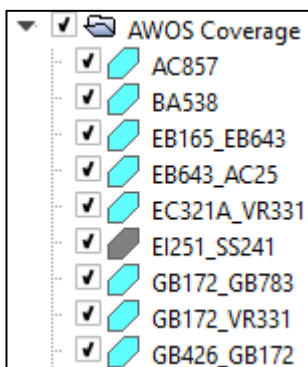 AWOS Coverage
AC857
BA538
EB165_EB643
EB643_AC25
EC321A_VR331
EI251_SS241
GB172_GB783
GB172_VR331
GB426_GB172